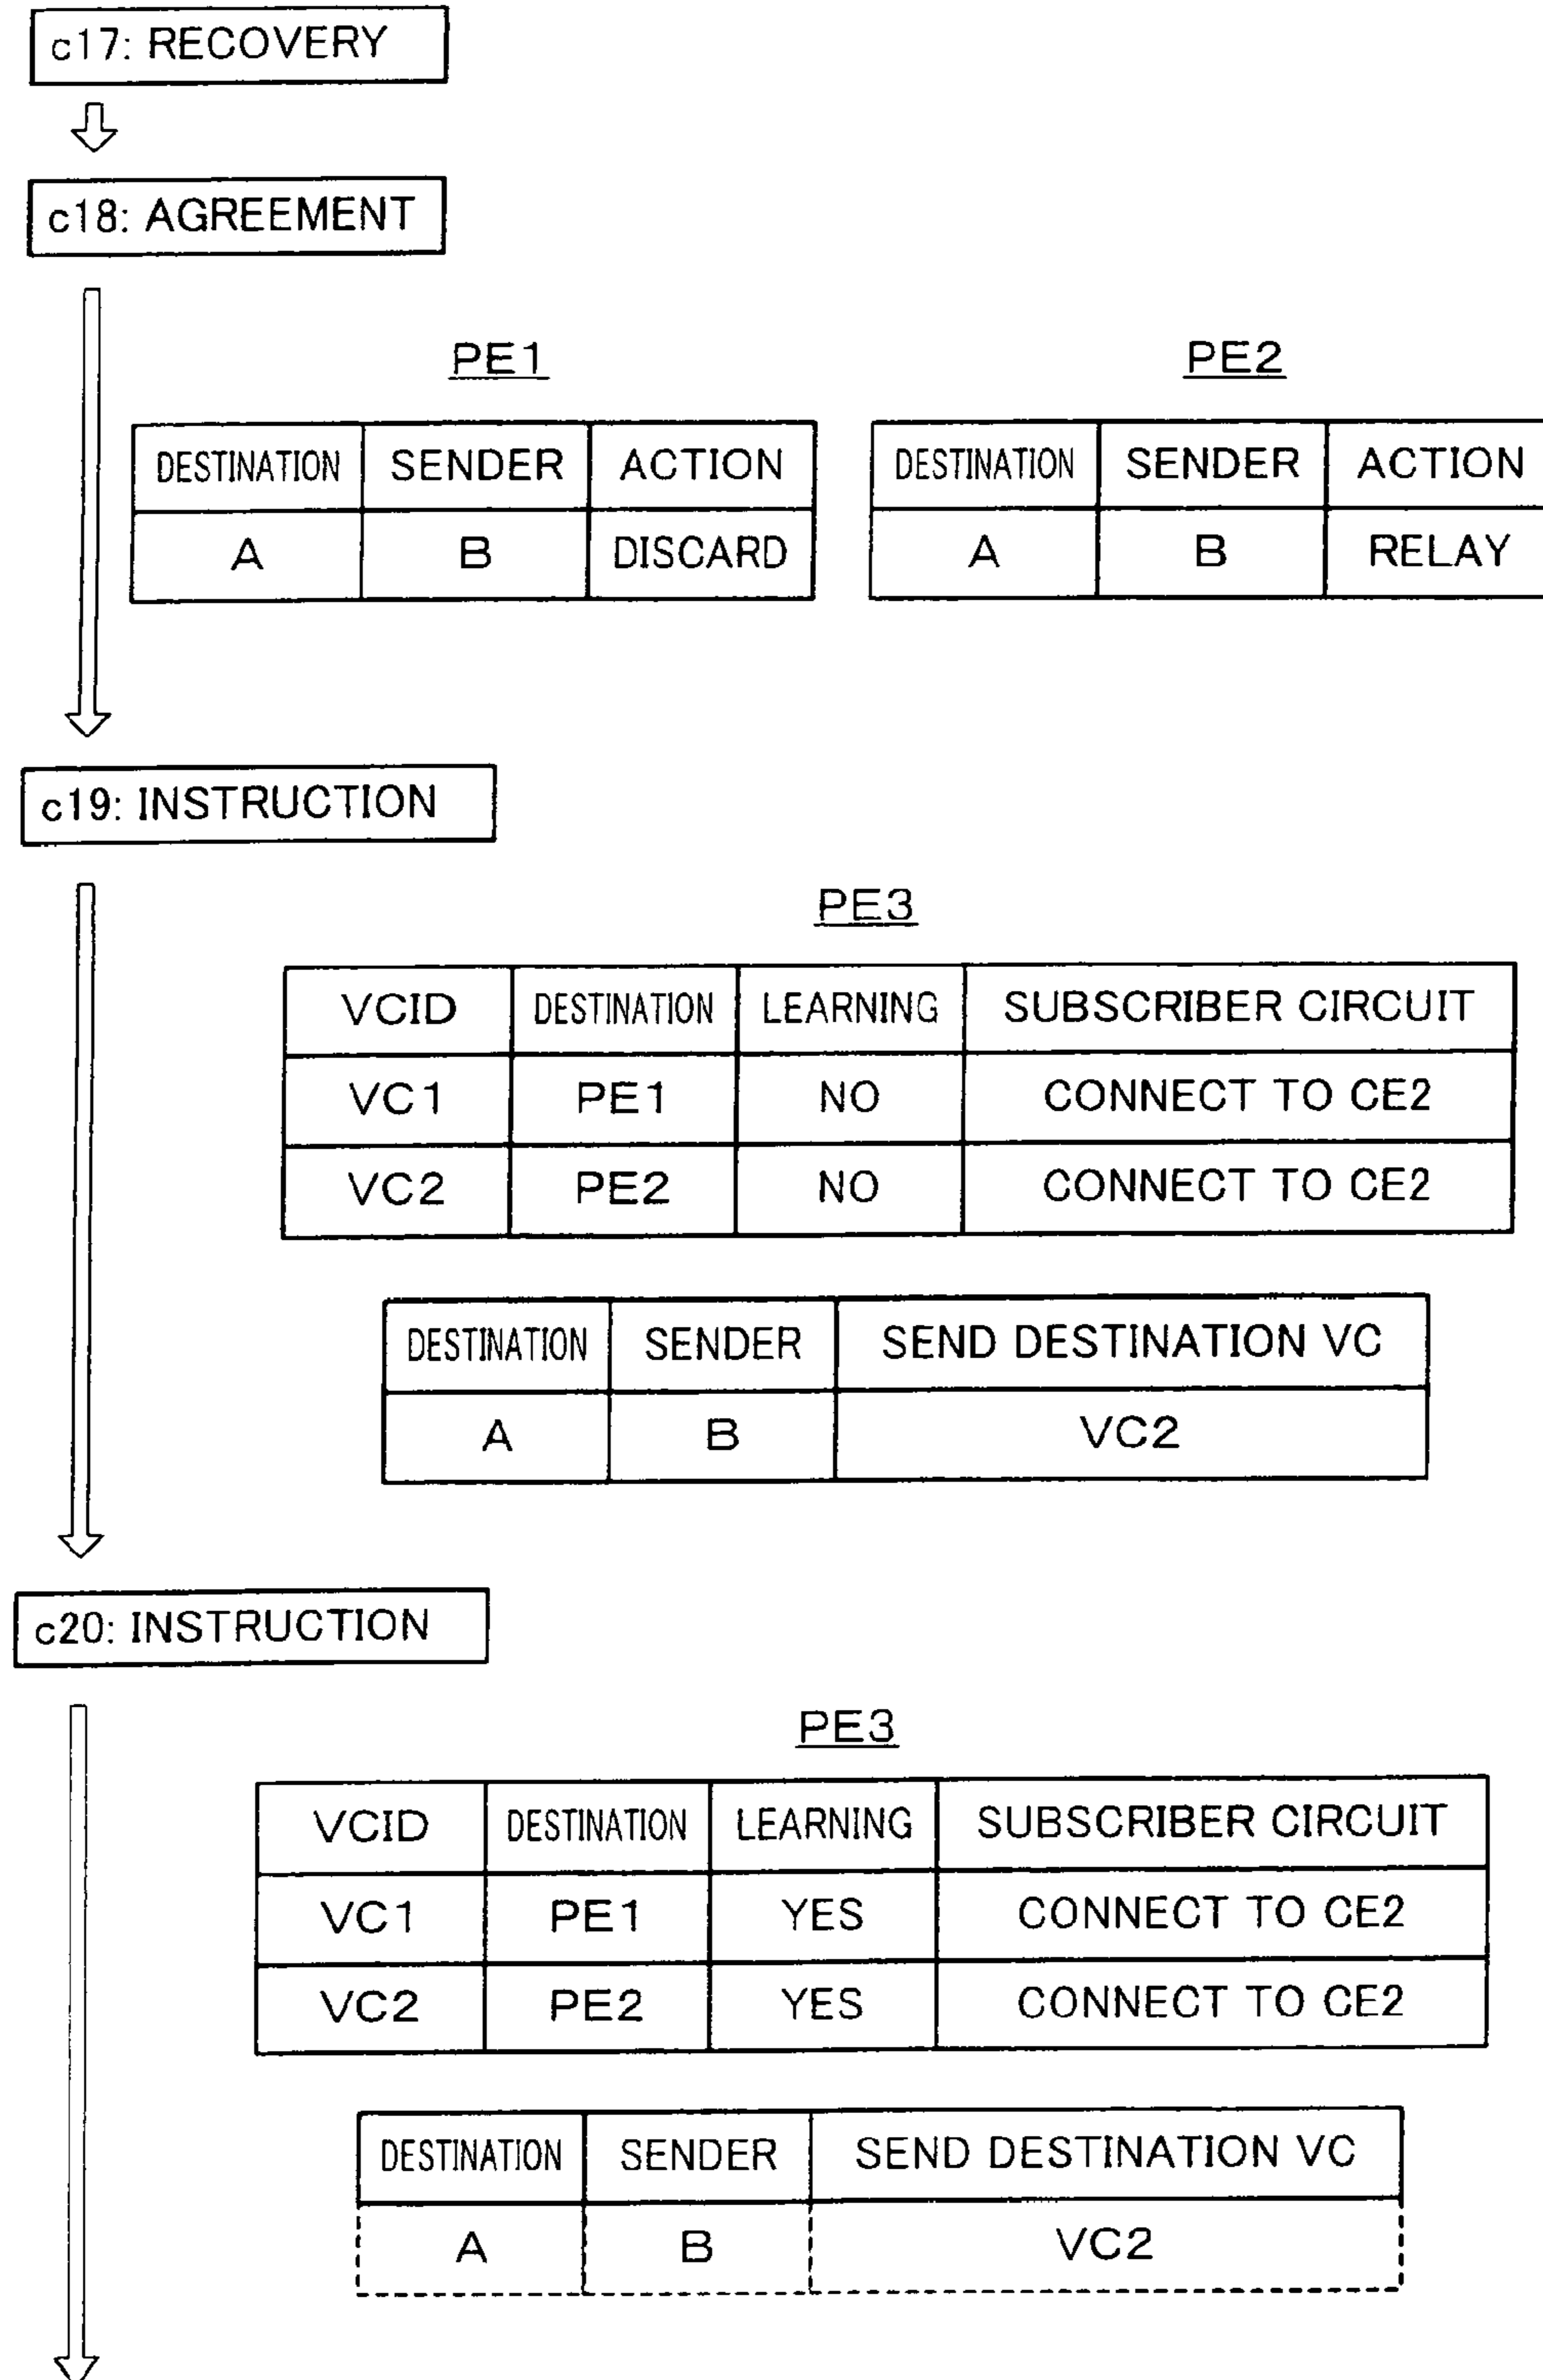 c17: RECOVERY
c18: AGREEMENT
PE1
PE2
DESTINATION SENDER ACTION
A B DISCARD
DESTINATION SENDER ACTION
A B RELAY
c19: INSTRUCTION
PE3
VCID DESTINATION LEARNING SUBSCRIBER CIRCUIT
VC1 PE1 NO CONNECT TO CE2
VC2 PE2 NO CONNECT TO CE2
DESTINATION SENDER SEND DESTINATION VC
A B VC2
c20: INSTRUCTION
PE3
VCID DESTINATION LEARNING SUBSCRIBER CIRCUIT
VC1 PE1 YES CONNECT TO CE2
VC2 PE2 YES CONNECT TO CE2
DESTINATION SENDER SEND DESTINATION VC
A B VC2